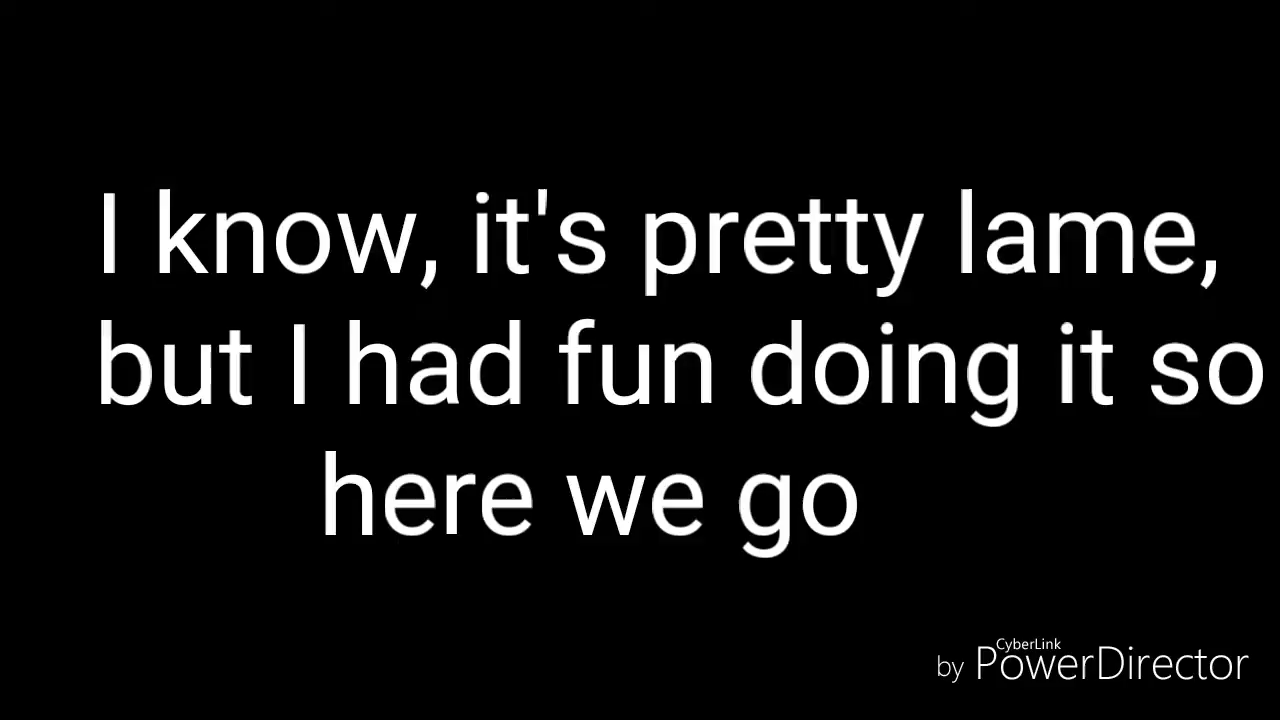 I know, it's pretty lame,
but I had fun doing it so
here we go
CyberLink
by PowerDirector